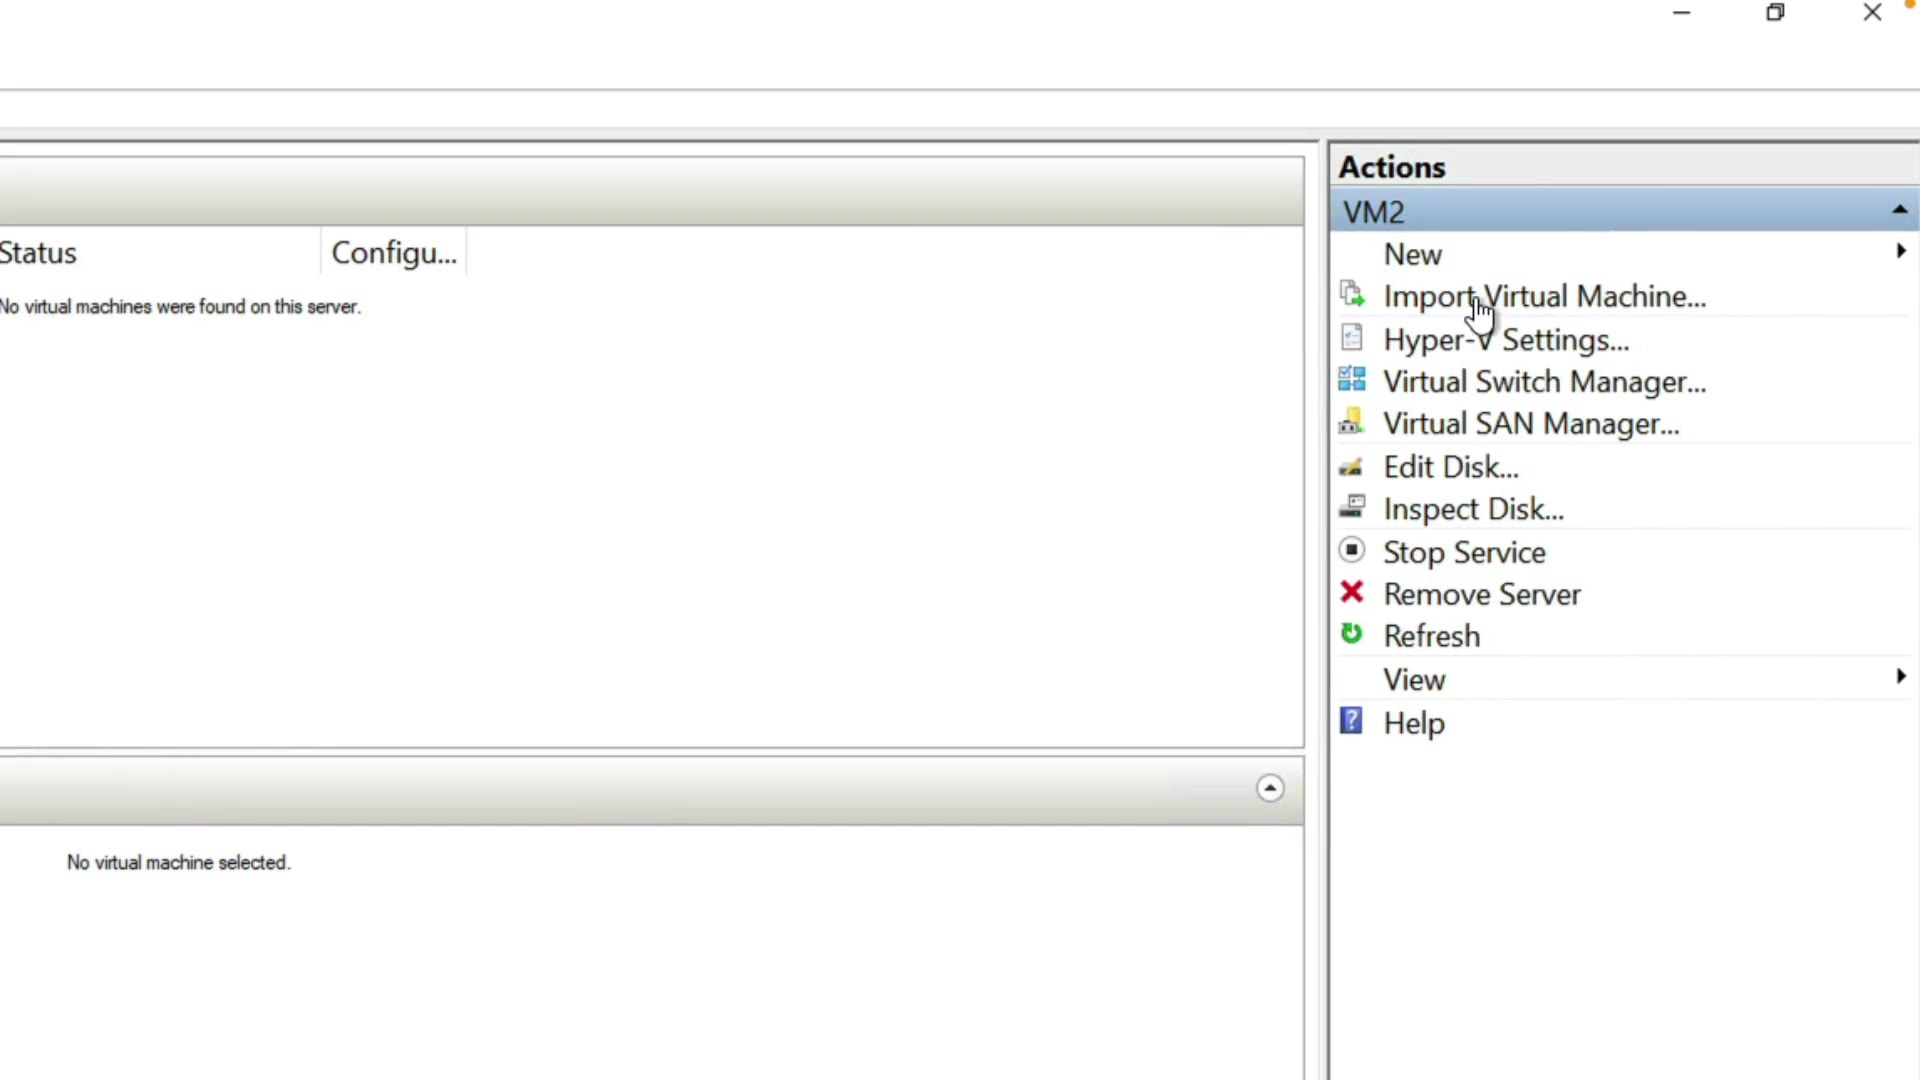 Actions
VM2
Status
Configu...
New
No virtual machines were found on this server.
Import Virtual Machine...
Hyper-V Settings...
Virtual Switch Manager...
Virtual SAN Manager...
Edit Disk...
Inspect Disk...
Stop Service
Remove Server
Refresh
View
Help
No virtual machine selected.